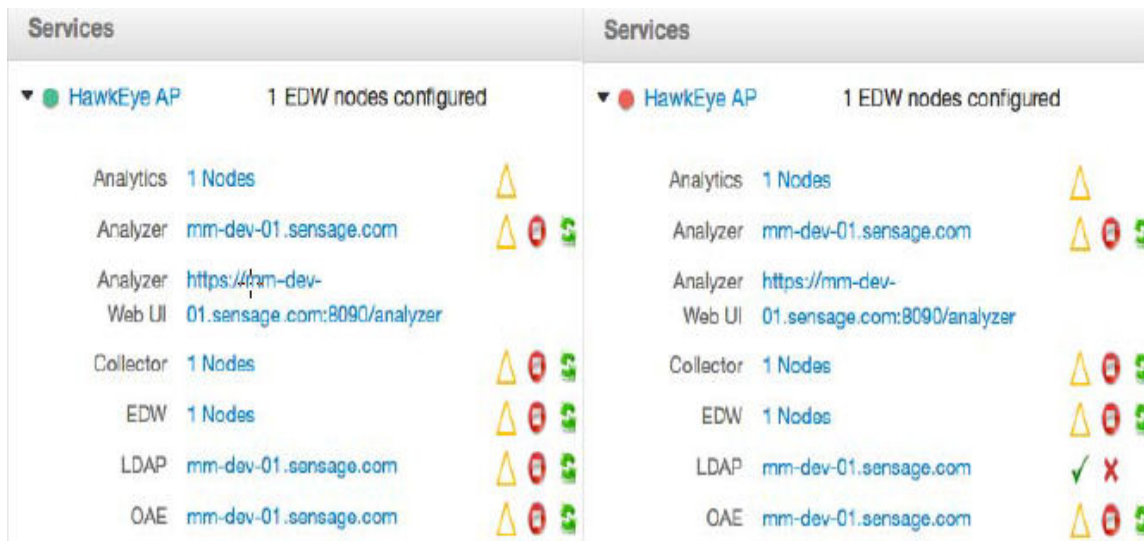 Services
HawkEye AP 1 EDW nodes configured
Analytics 1 Nodes
Analyzer mm-dev-01.sensage.com
Analyzer https://mm-dev-
Web UI 01.sensage.com:8090/analyzer
Collector 1 Nodes
EDW 1 Nodes
LDAP mm-dev-01.sensage.com
OAE mm-dev-01.sensage.com
Services
HawkEye AP 1 EDW nodes configured
Analytics 1 Nodes
Analyzer mm-dev-01.sensage.com
Analyzer https://mm-dev-
Web UI 01.sensage.com:8090/analyzer
Collector 1 Nodes
EDW 1 Nodes
LDAP mm-dev-01.sensage.com
OAE mm-dev-01.sensage.com